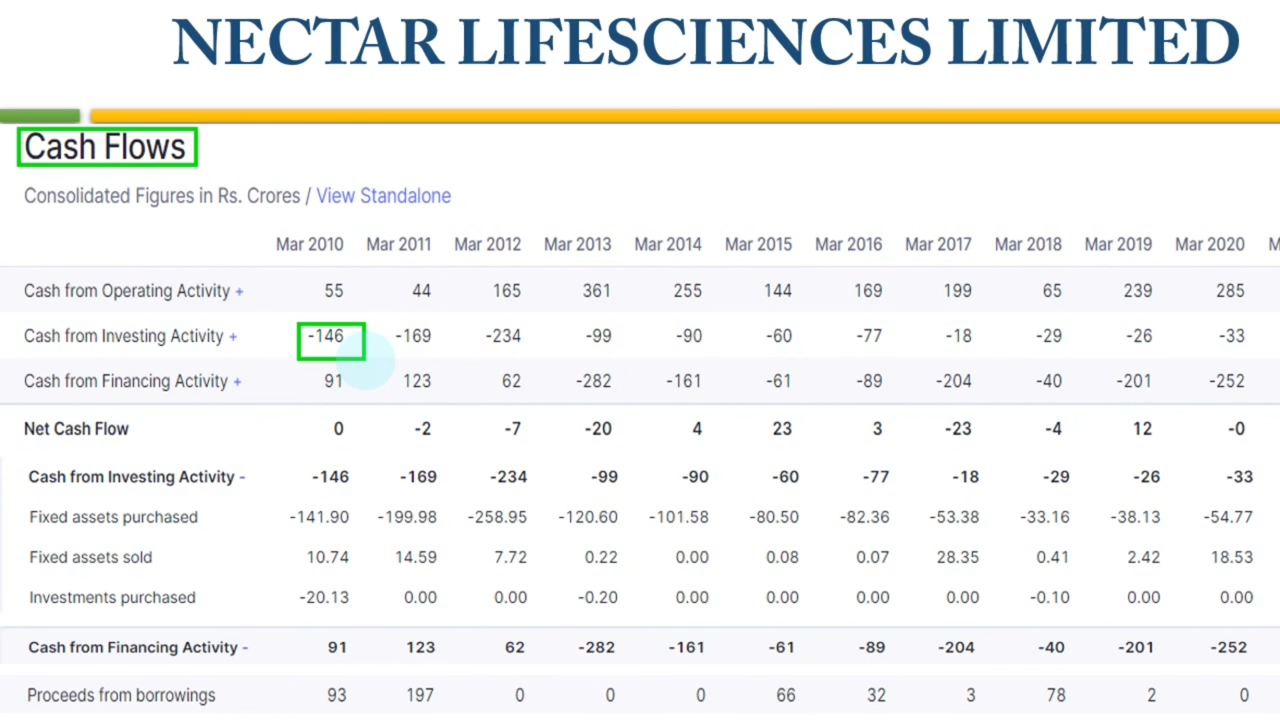 NECTAR LIFESCIENCES LIMITED
Cash Flows
Consolidated Figures in Rs. Crores / View Standalone
Mar 2010 Mar 2011 Mar 2012 Mar 2013 Mar 2014 Mar 2015 Mar 2016 Mar 2017 Mar 2018 Mar 2019 Mar 2020 M
Cash from Operating Activity + 55 44 165 361 255 144 169 199 65 239 285
Cash from Investing Activity + -146 -169 -234 -99 -90 -60 -77 -18 -29 -26 -33
Cash from Financing Activity + 91 123 62 -282 -161 -61 -89 -204 -40 -201 -252
Net Cash Flow 0 -2 -7 -20 4 23 3 -23 -4 12 -0
Cash from Investing Activity - -146 -169 -234 -99 -90 -60 -77 -18 -29 -26 -33
Fixed assets purchased -141.90 -199.98 -258.95 -120.60 -101.58 -80.50 -82.36 -53.38 -33.16 -38.13 -54.77
Fixed assets sold 10.74 14.59 7.72 0.22 0.00 0.08 0.07 28.35 0.41 2.42 18.53
Investments purchased -20.13 0.00 0.00 -0.20 0.00 0.00 0.00 0.00 -0.10 0.00 0.00
Cash from Financing Activity - 91 123 62 -282 -161 -61 -89 -204 -40 -201 -252
Proceeds from borrowings 93 197 0 0 0 66 32 3 78 2 0